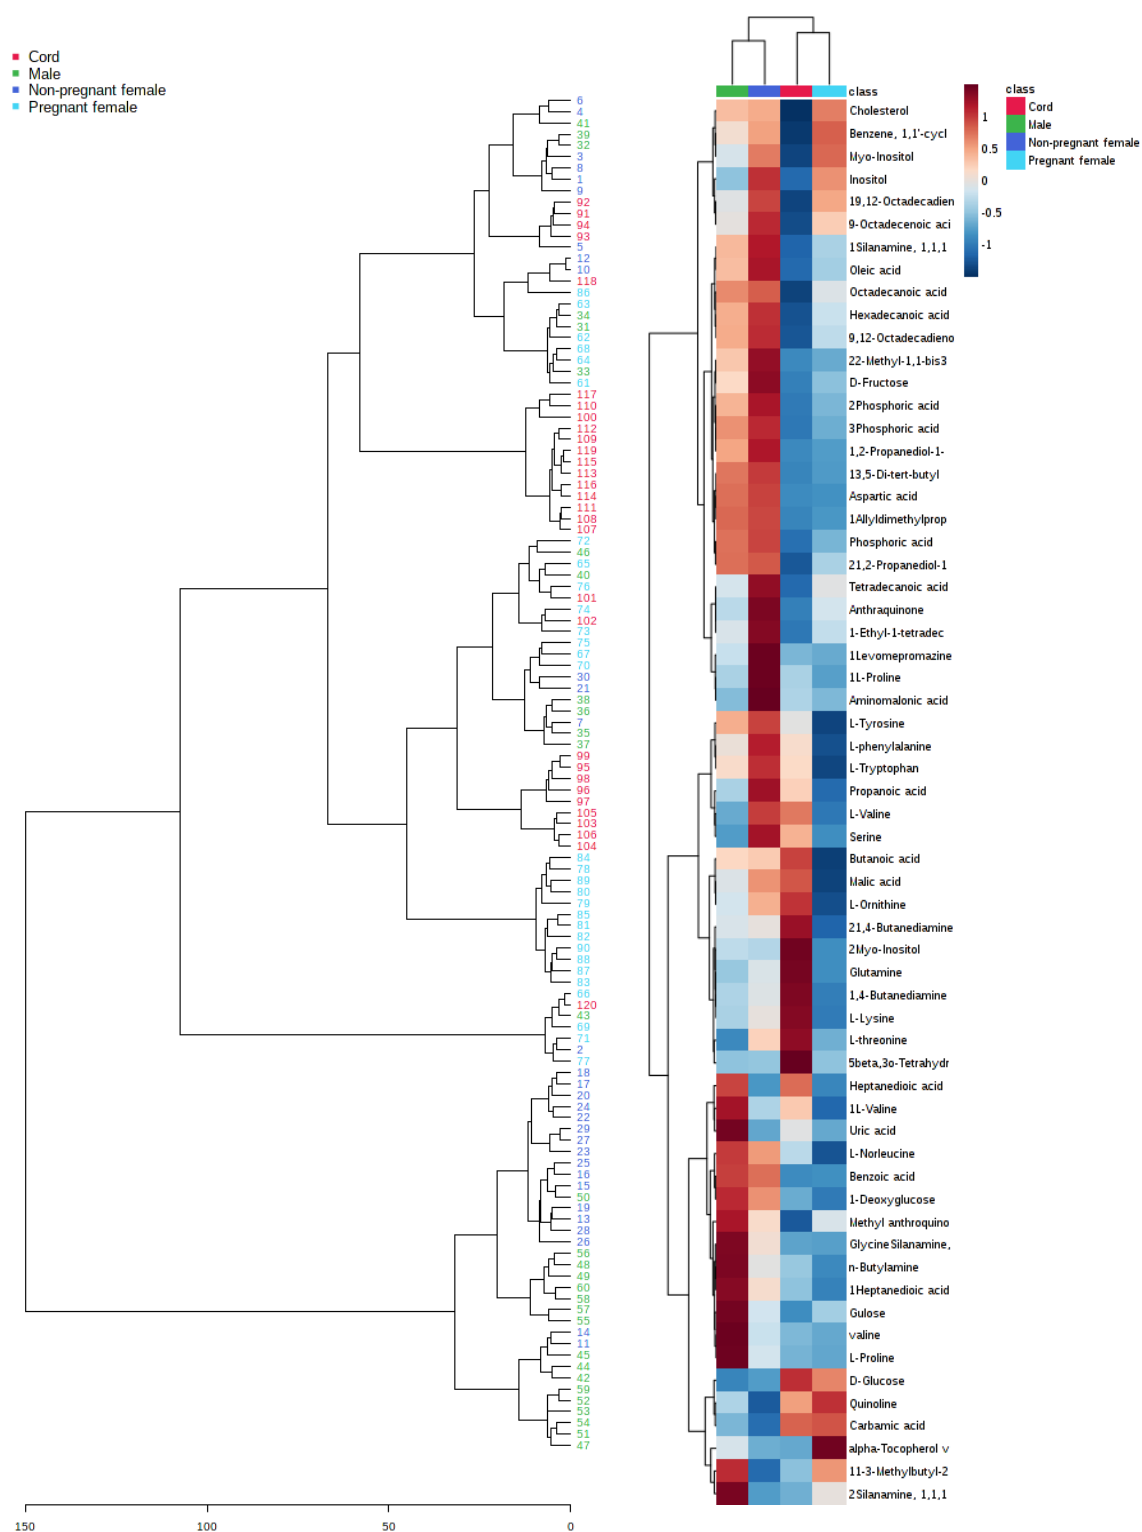 Cord
Male
Non-pregnant female
Pregnant female
6
4
41
39
32
3
8
1
9
92
91
94
93
5
12
10
118
86
63
34
31
62
68
64
33
61
117
110
100
112
109
119
115
113
116
114
111
108
107
72
46
65
40
76
101
74
102
73
75
67
70
30
21
38
36
7
35
37
99
95
98
96
97
105
103
106
104
84
78
89
80
79
85
81
82
90
88
87
83
66
120
43
69
71
2
77
18
17
20
24
22
29
27
23
25
16
15
50
19
13
28
26
56
48
49
60
58
57
55
14
11
45
44
42
59
52
53
54
51
47
150
100
50
0
class
Cholesterol
Benzene, 1,1'-cycl
Myo-Inositol
Inositol
19,12-Octadecadien
9-Octadecenoic aci
1Silanamine, 1,1,1
Oleic acid
Octadecanoic acid
Hexadecanoic acid
9,12-Octadecadieno
22-Methyl-1,1-bis3
D-Fructose
2Phosphoric acid
3Phosphoric acid
1,2-Propanediol-1-
13,5-Di-tert-butyl
Aspartic acid
1Allyldimethylprop
Phosphoric acid
21,2-Propanediol-1
Tetradecanoic acid
Anthraquinone
1-Ethyl-1-tetradec
1Levomepromazine
1L-Proline
Aminomalonic acid
L-Tyrosine
L-phenylalanine
L-Tryptophan
Propanoic acid
L-Valine
Serine
Butanoic acid
Malic acid
L-Ornithine
21,4-Butanediamine
2Myo-Inositol
Glutamine
1,4-Butanediamine
L-Lysine
L-threonine
5beta,3o-Tetrahydr
Heptanedioic acid
1L-Valine
Uric acid
L-Norleucine
Benzoic acid
1-Deoxyglucose
Methyl anthroquino
GlycineSilanamine,
n-Butylamine
1Heptanedioic acid
Gulose
valine
L-Proline
D-Glucose
Quinoline
Carbamic acid
alpha-Tocopherol v
11-3-Methylbutyl-2
2Silanamine, 1,1,1
1
0.5
0
-0.5
-1
class
Cord
Male
Non-pregnant female
Pregnant female